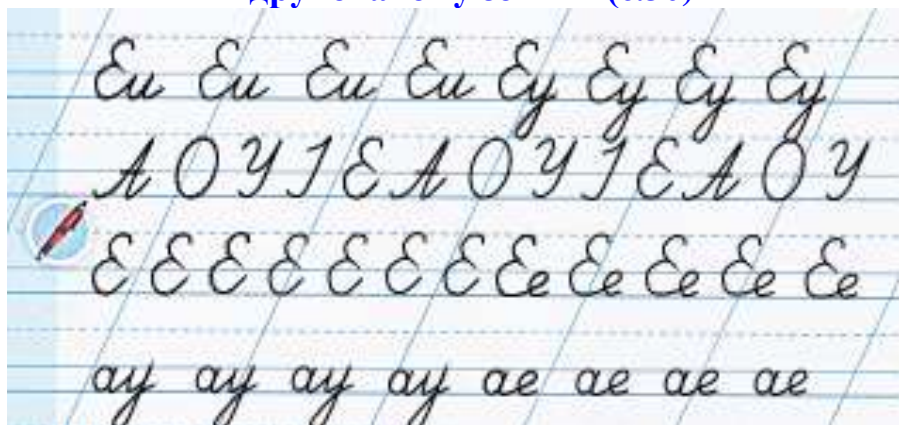 Еи Еи Еи Еи Еу Еу Еу Еу
А О У І Е А О У І Е А О У
Е Е Е Е Е Е Е Ее Ее Ее Ее Ее
ау ау ау ау ае ае ае ае